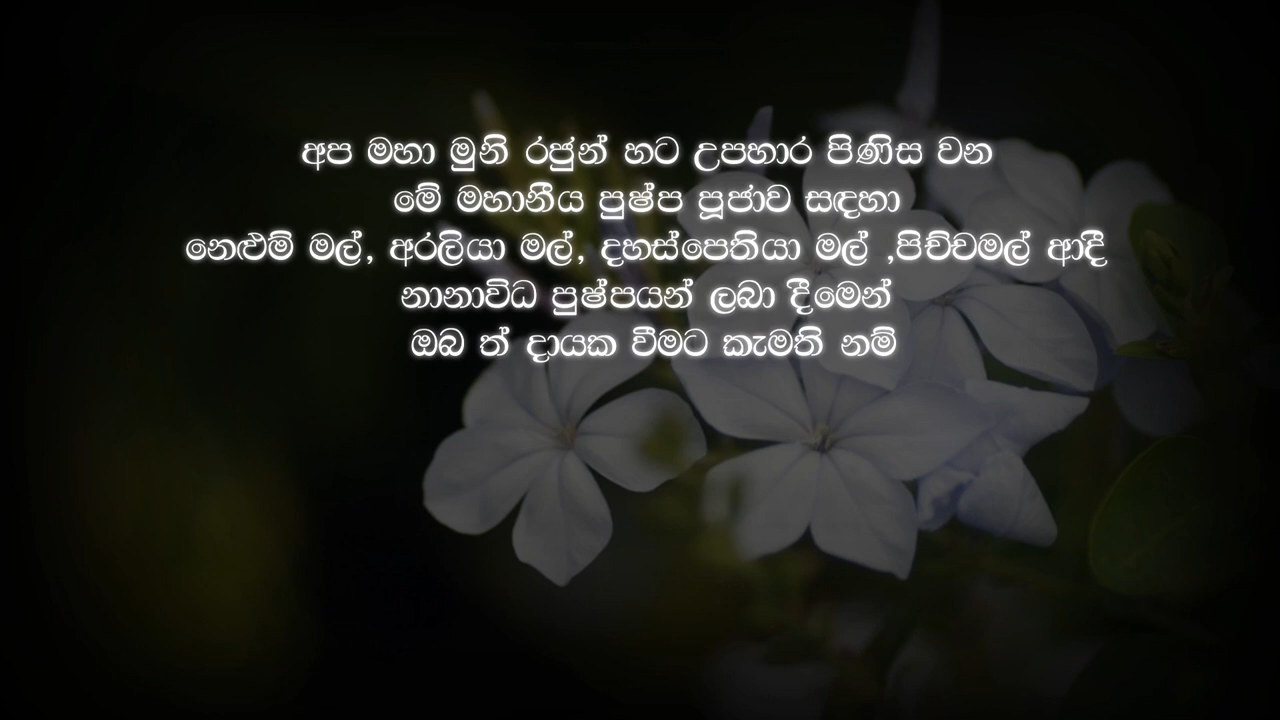 අප මහා මුනි රජුන් හට උපහාර පිණිස වන
මේ මහානීය පුෂ්ප පූජාව සඳහා
නෙළුම් මල්, අරලියා මල්, දහස්පෙතියා මල් ,පිච්චමල් ආදී
නානාවිධ පුෂ්පයන් ලබා දීමෙන්
ඔබ ත් දායක වීමට කැමති නම්